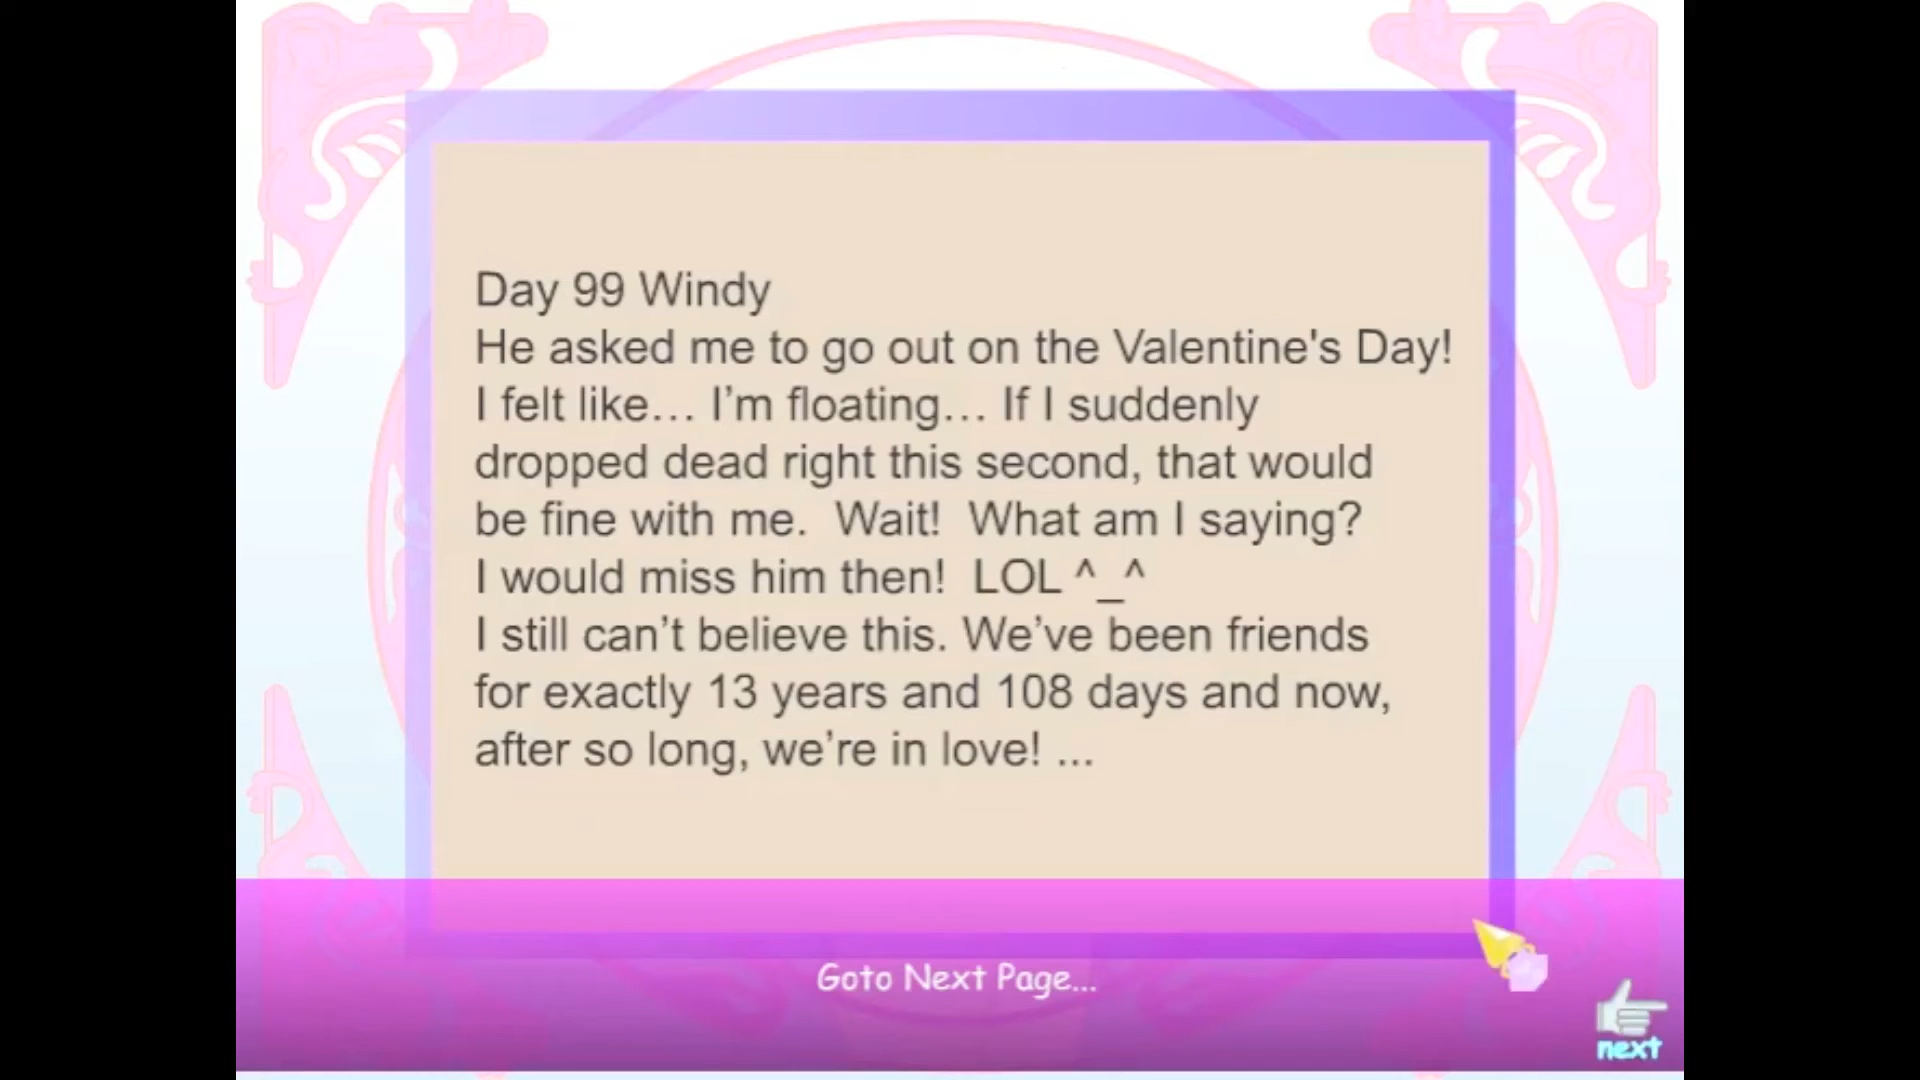 Day 99 Windy
He asked me to go out on the Valentine's Day!
I felt like… I’m floating… If I suddenly
dropped dead right this second, that would
be fine with me.  Wait!  What am I saying?
I would miss him then!  LOL ^_^
I still can’t believe this. We’ve been friends
for exactly 13 years and 108 days and now,
after so long, we’re in love! ...
Goto Next Page...
next